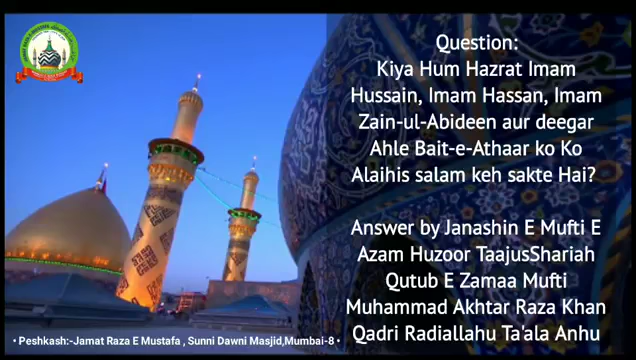 Question:
Kiya Hum Hazrat Imam
Hussain, Imam Hassan, Imam
Zain-ul-Abideen aur deegar
Ahle Bait-e-Athaar ko Ko
Alaihis salam keh sakte Hai?
Answer by Janashin E Mufti E
Azam Huzoor TaajusShariah
Qutub E Zamaa Mufti
Muhammad Akhtar Raza Khan
Qadri Radiallahu Ta'ala Anhu
• Peshkash:-Jamat Raza E Mustafa , Sunni Dawni Masjid,Mumbai-8 •